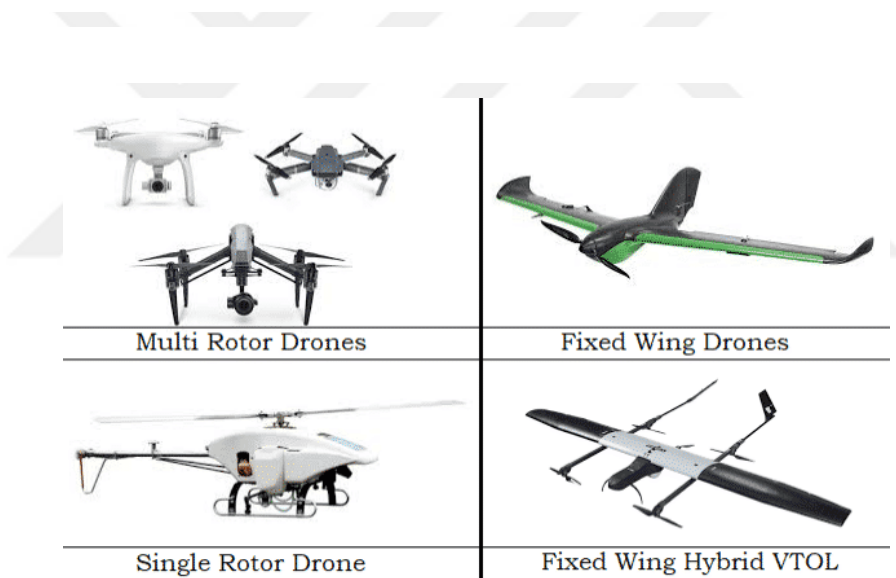 Multi Rotor Drones
Fixed Wing Drones
Single Rotor Drone
Fixed Wing Hybrid VTOL